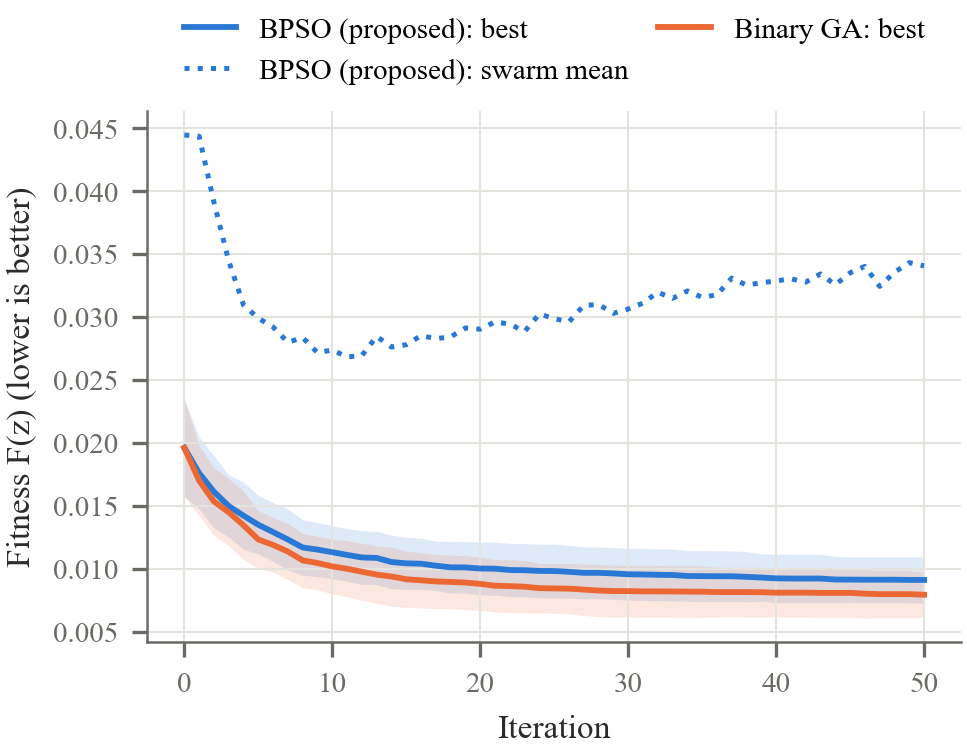 BPSO (proposed): best
Binary GA: best
BPSO (proposed): swarm mean
Fitness F(z) (lower is better)
0.045
0.040
0.035
0.030
0.025
0.020
0.015
0.010
0.005
0 10 20 30 40 50
Iteration